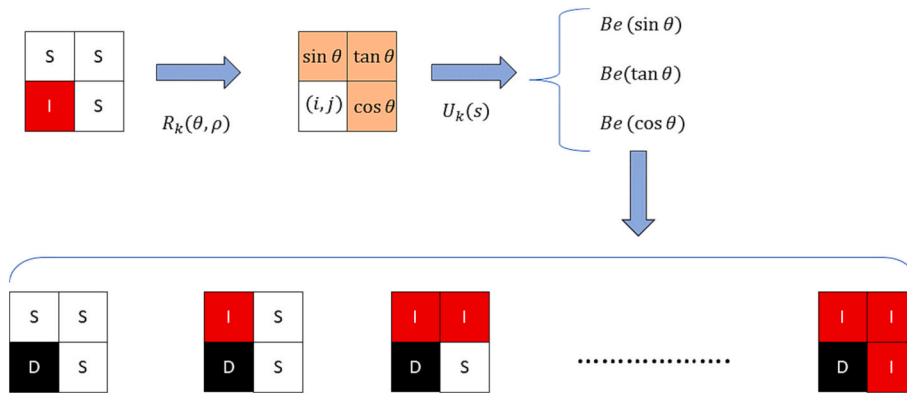 S S
I S
R_k(θ, ρ)
sin θ tan θ
(i, j) cos θ
U_k(s)
Be (sin θ)
Be(tan θ)
Be (cos θ)
S S
D S
I S
D S
I I
D S
.......................
I I
D I